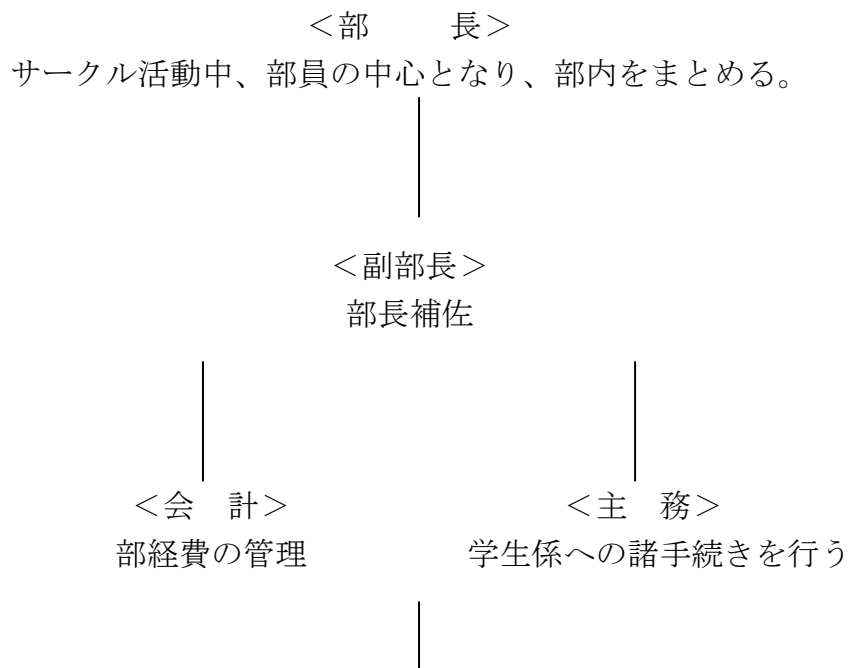 ＜部　　長＞
サークル活動中、部員の中心となり、部内をまとめる。
＜副部長＞
部長補佐
＜会　計＞　＜主　務＞
部経費の管理　学生係への諸手続きを行う